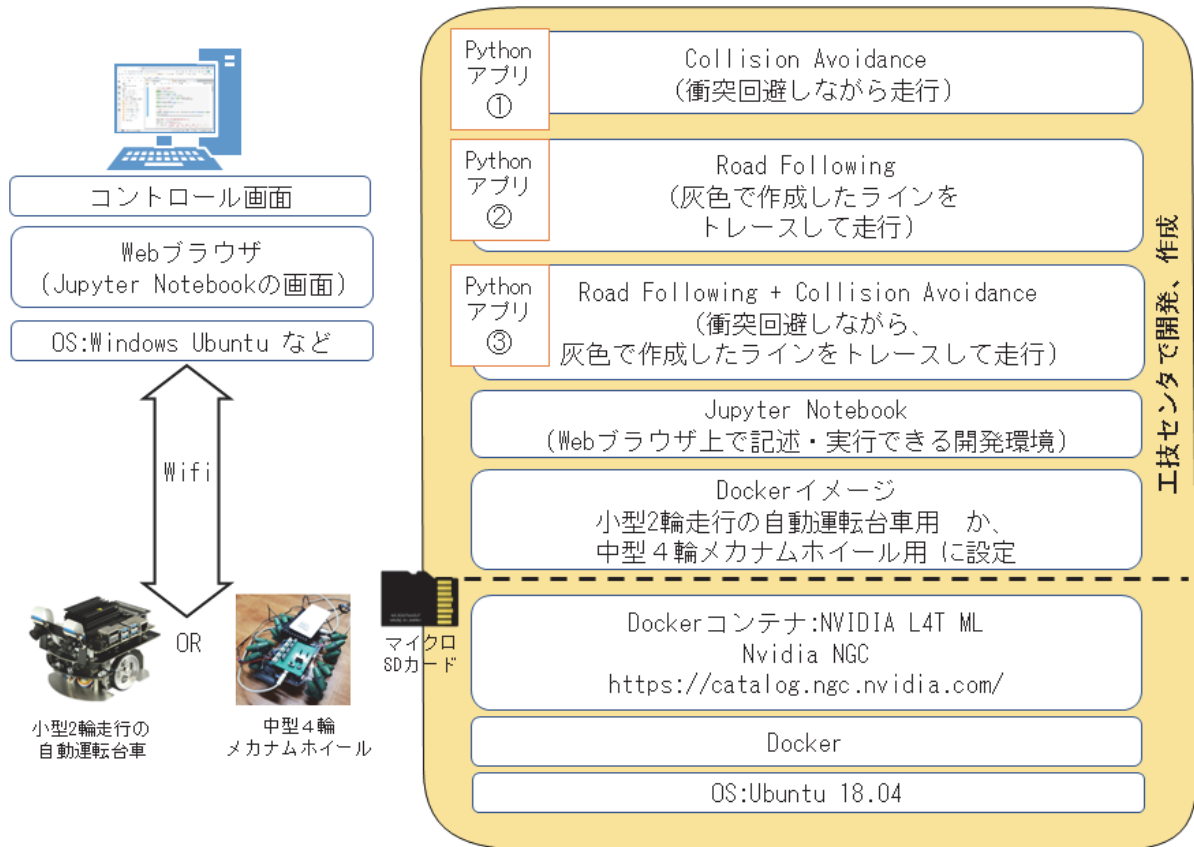 コントロール画面
Webブラウザ
(Jupyter Notebookの画面)
OS:Windows Ubuntu など
Wifi
OR
小型2輪走行の
自動運転台車
中型４輪
メカナムホイール
マイクロ
SDカード
Python
アプリ
①
Collision Avoidance
(衝突回避しながら走行)
Python
アプリ
②
Road Following
(灰色で作成したラインを
トレースして走行)
Python
アプリ
③
Road Following + Collision Avoidance
(衝突回避しながら、
灰色で作成したラインをトレースして走行)
Jupyter Notebook
(Webブラウザ上で記述・実行できる開発環境)
Dockerイメージ
小型2輪走行の自動運転台車用　か、
中型４輪メカナムホイール用 に設定
工技センタで開発、作成
Dockerコンテナ:NVIDIA L4T ML
Nvidia NGC
https://catalog.ngc.nvidia.com/
Docker
OS:Ubuntu 18.04